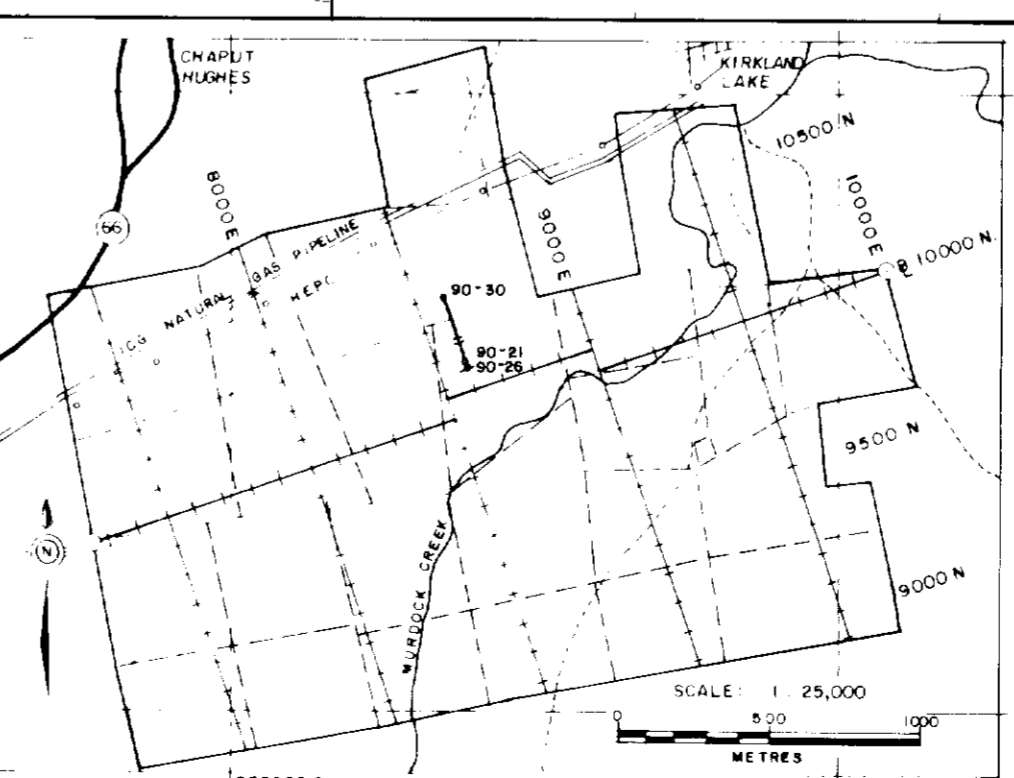 CHAPUT
HUGHES
KIRKLAND
LAKE
10500 N
8000 E
9000 E
10000 E
66
10000 N
ICG NATURAL GAS PIPELINE
H.E.P.C.
90-30
90-21
90-26
9500 N
N
MURDOCK CREEK
9000 N
SCALE: 1:25,000
0 500 1000
METRES